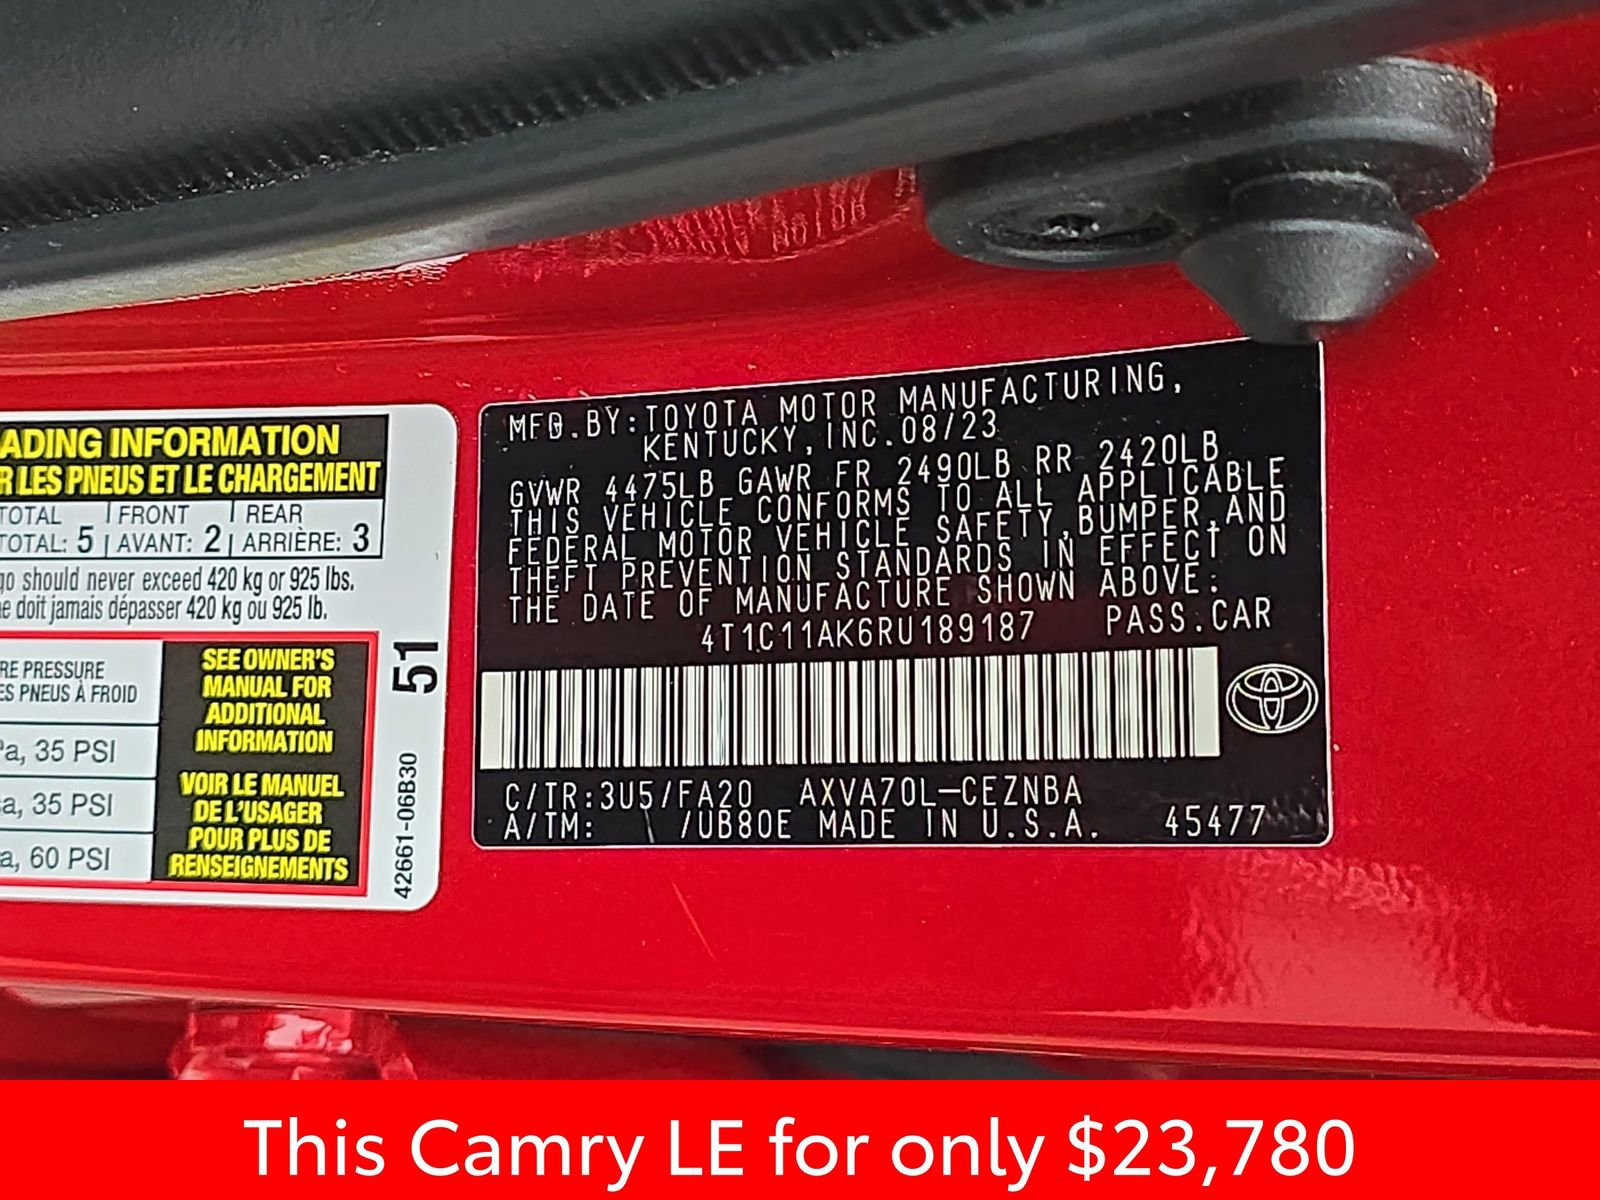 ADING INFORMATION
R LES PNEUS ET LE CHARGEMENT
TOTAL FRONT REAR
TOTAL: 5 AVANT: 2 ARRIÈRE: 3
go should never exceed 420 kg or 925 lbs.
e doit jamais dépasser 420 kg ou 925 lb.
RE PRESSURE
ES PNEUS À FROID
Pa, 35 PSI
a, 35 PSI
a, 60 PSI
SEE OWNER'S
MANUAL FOR
ADDITIONAL
INFORMATION
VOIR LE MANUEL
DE L'USAGER
POUR PLUS DE
RENSEIGNEMENTS
51
42661-06B30
MFD.BY:TOYOTA MOTOR MANUFACTURING,
KENTUCKY,INC.08/23
GVWR 4475LB GAWR FR 2490LB RR 2420LB
THIS VEHICLE CONFORMS TO ALL APPLICABLE
FEDERAL MOTOR VEHICLE SAFETY,BUMPER,AND
THEFT PREVENTION STANDARDS IN EFFECT ON
THE DATE OF MANUFACTURE SHOWN ABOVE:
4T1C11AK6RU189187 PASS.CAR
C/TR:3U5/FA20 AXVA70L-CEZNBA
A/TM: /UB80E MADE IN U.S.A. 45477
This Camry LE for only $23,780